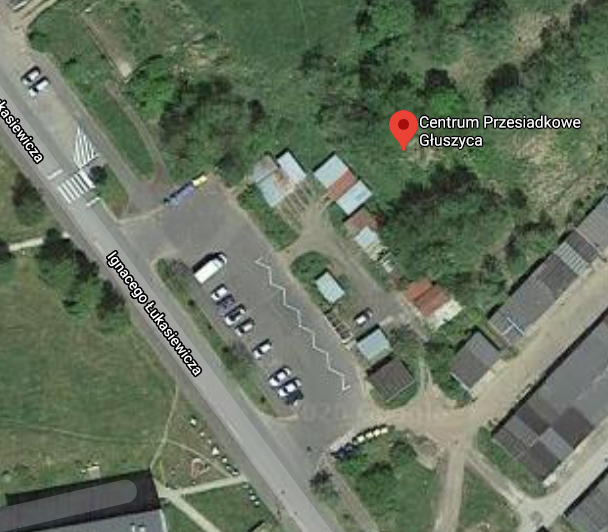 Centrum Przesiadkowe
Głuszyca
kasiewicza
Ignacego Łukasiewicza